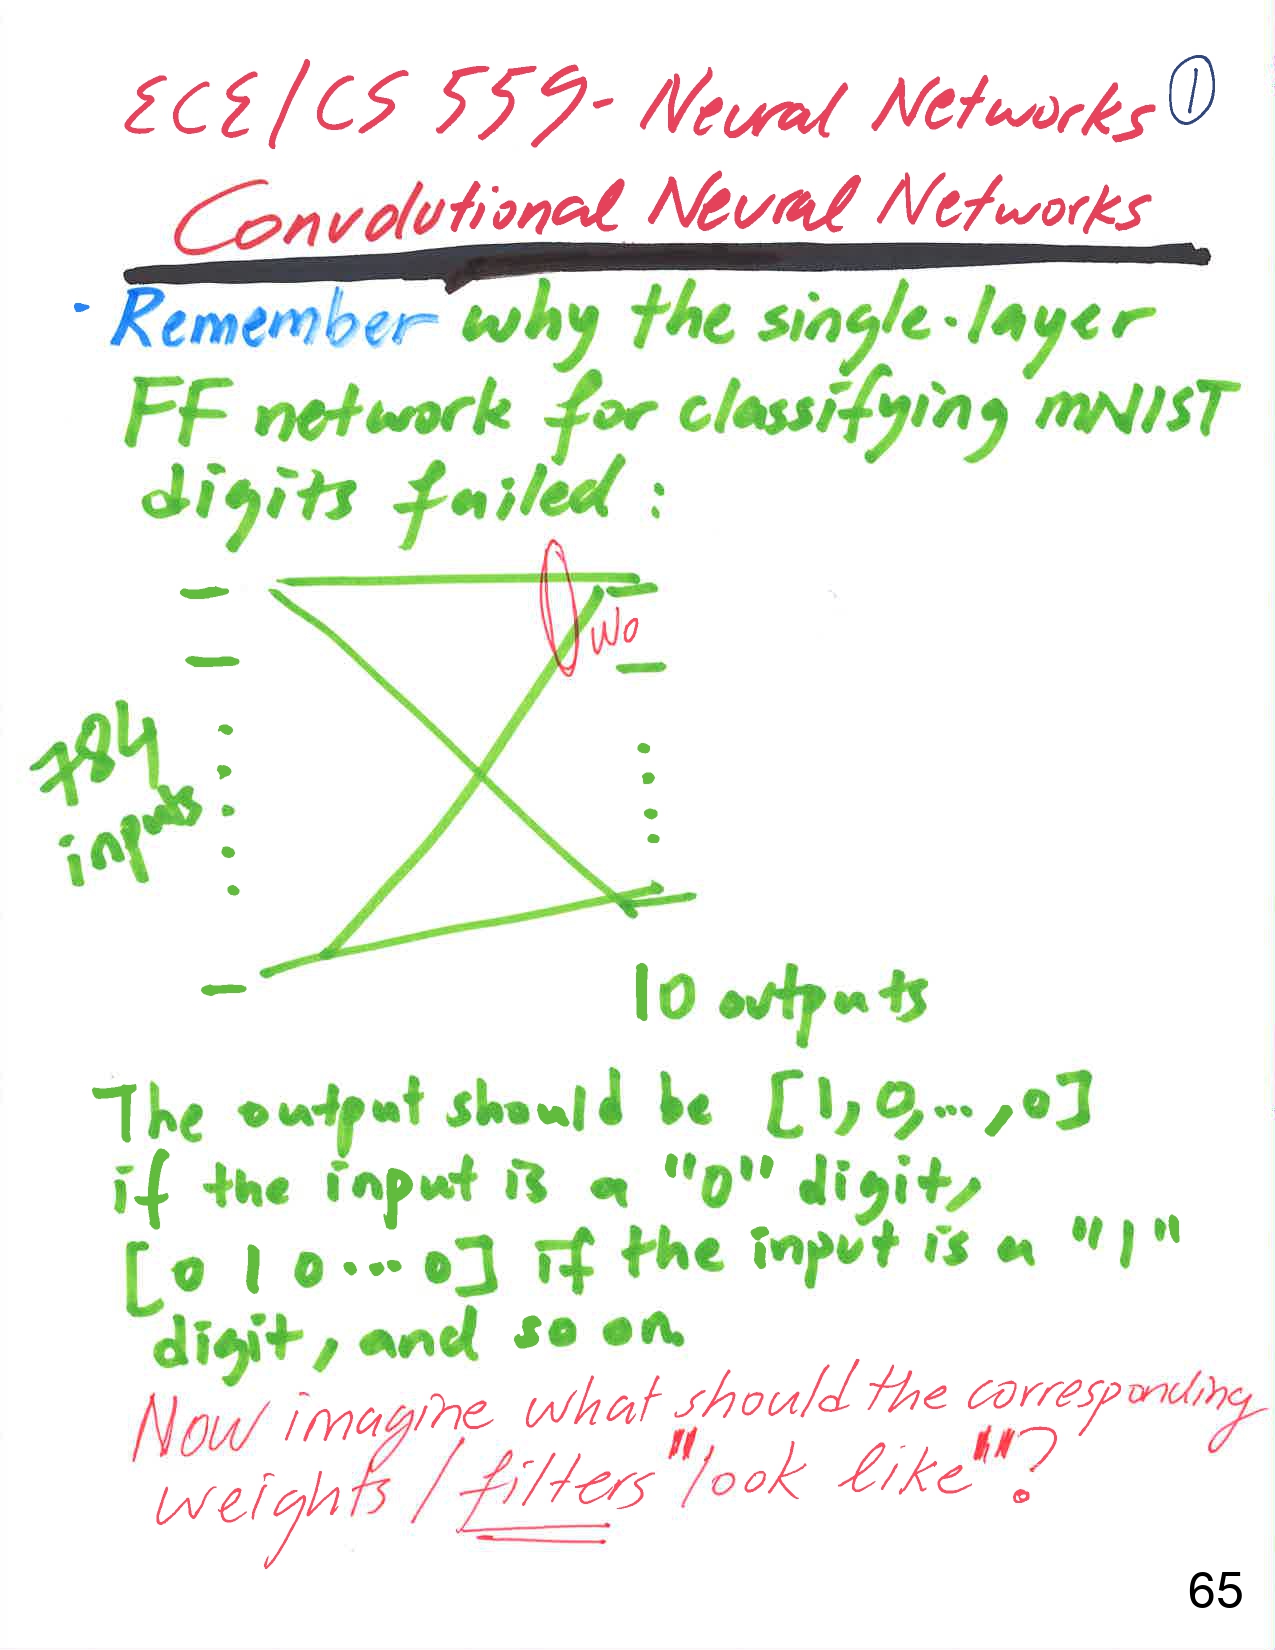 ECE/CS 559- Neural Networks ①
Convolutional Neural Networks
· Remember why the single-layer
FF network for classifying MNIST
digits failed :
W0
784
inputs
10 outputs
The output should be [1, 0, ..., 0]
if the input is a "0" digit,
[0 1 0 ... 0] if the input is a "1"
digit, and so on.
Now imagine what should the corresponding
weights / filters "look like"?
65